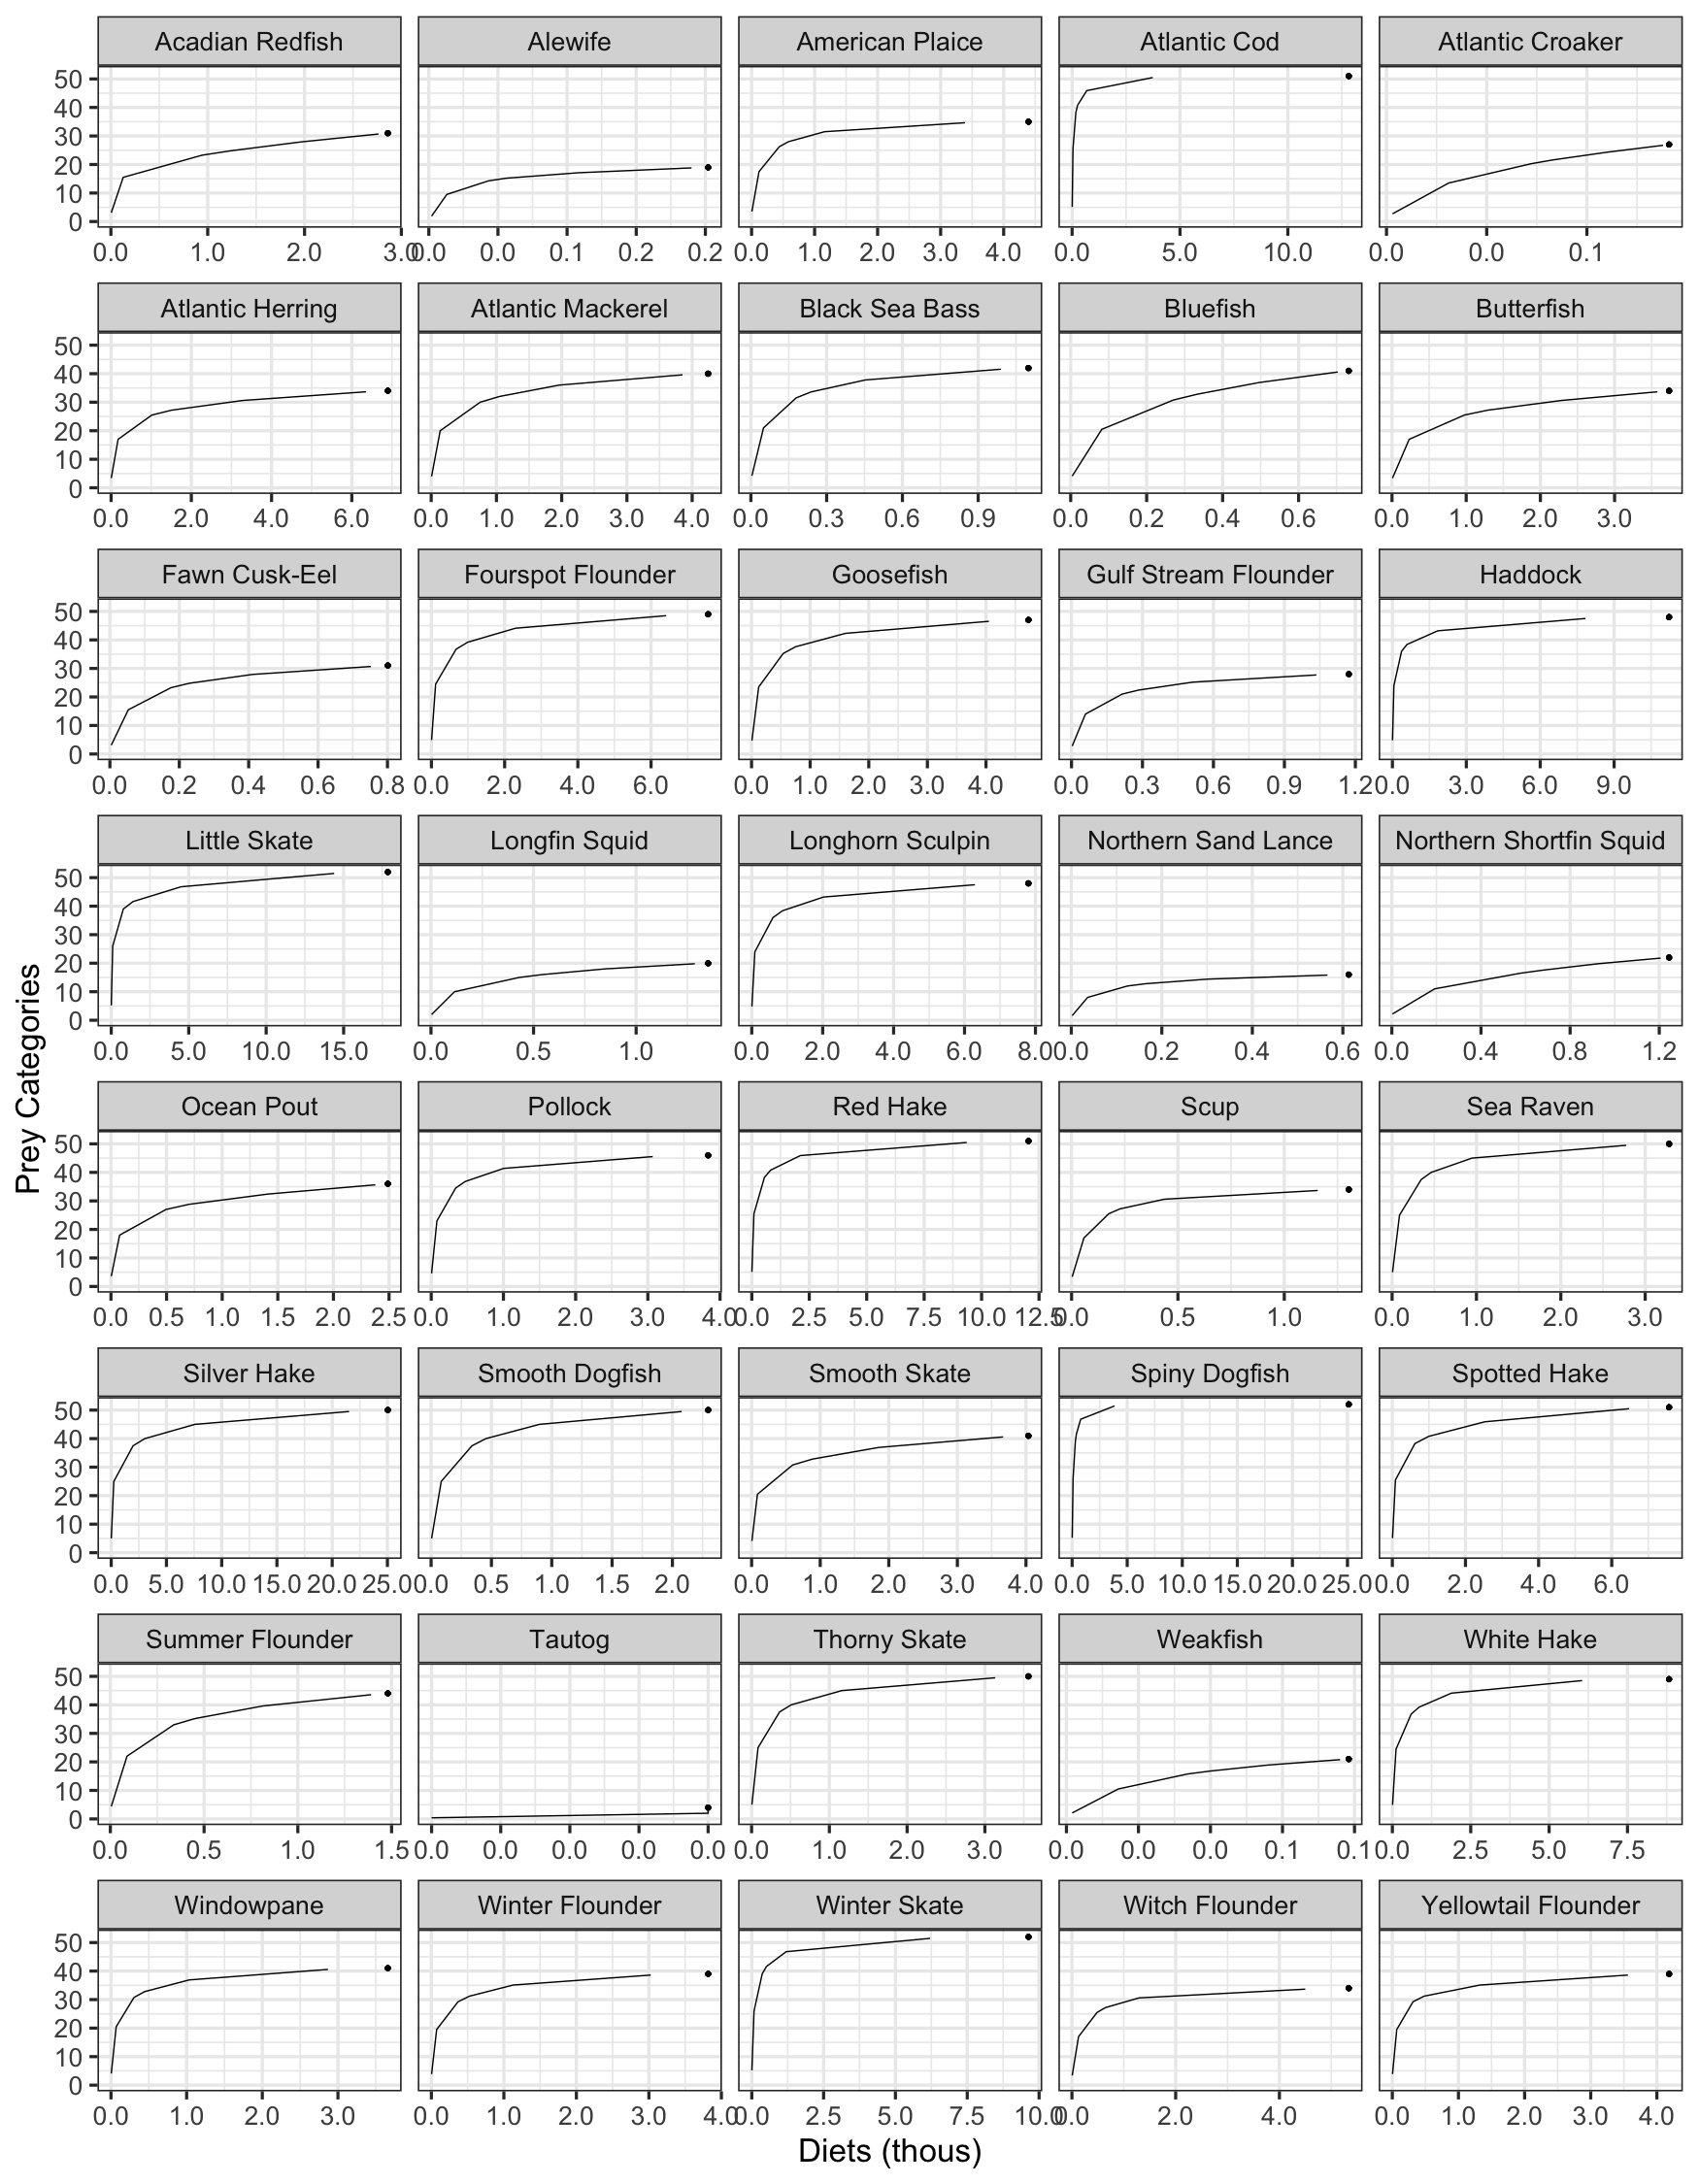 Acadian Redfish Alewife American Plaice Atlantic Cod Atlantic Croaker
50
40
30
20
10
0
0.0 1.0 2.0 3.0 0.0 0.0 0.1 0.2 0.2 0.0 1.0 2.0 3.0 4.0 0.0 5.0 10.0 0.0 0.0 0.1
Atlantic Herring Atlantic Mackerel Black Sea Bass Bluefish Butterfish
50
40
30
20
10
0
0.0 2.0 4.0 6.0 0.0 1.0 2.0 3.0 4.0 0.0 0.3 0.6 0.9 0.0 0.2 0.4 0.6 0.0 1.0 2.0 3.0
Fawn Cusk-Eel Fourspot Flounder Goosefish Gulf Stream Flounder Haddock
50
40
30
20
10
0
0.0 0.2 0.4 0.6 0.8 0.0 2.0 4.0 6.0 0.0 1.0 2.0 3.0 4.0 0.0 0.3 0.6 0.9 1.2 0.0 3.0 6.0 9.0
Little Skate Longfin Squid Longhorn Sculpin Northern Sand Lance Northern Shortfin Squid
50
40
30
20
10
0
0.0 5.0 10.0 15.0 0.0 0.5 1.0 0.0 2.0 4.0 6.0 8.0 0.0 0.2 0.4 0.6 0.0 0.4 0.8 1.2
Prey Categories
Ocean Pout Pollock Red Hake Scup Sea Raven
50
40
30
20
10
0
0.0 0.5 1.0 1.5 2.0 2.5 0.0 1.0 2.0 3.0 4.0 0.0 2.5 5.0 7.5 10.0 12.5 0.0 0.5 1.0 0.0 1.0 2.0 3.0
Silver Hake Smooth Dogfish Smooth Skate Spiny Dogfish Spotted Hake
50
40
30
20
10
0
0.0 5.0 10.0 15.0 20.0 25.0 0.0 0.5 1.0 1.5 2.0 0.0 1.0 2.0 3.0 4.0 0.0 5.0 10.0 15.0 20.0 25.0 0.0 2.0 4.0 6.0
Summer Flounder Tautog Thorny Skate Weakfish White Hake
50
40
30
20
10
0
0.0 0.5 1.0 1.5 0.0 0.0 0.0 0.0 0.0 0.0 1.0 2.0 3.0 0.0 0.0 0.0 0.1 0.1 0.0 2.5 5.0 7.5
Windowpane Winter Flounder Winter Skate Witch Flounder Yellowtail Flounder
50
40
30
20
10
0
0.0 1.0 2.0 3.0 0.0 1.0 2.0 3.0 4.0 0.0 2.5 5.0 7.5 10.0 0.0 2.0 4.0 0.0 1.0 2.0 3.0 4.0
Diets (thous)